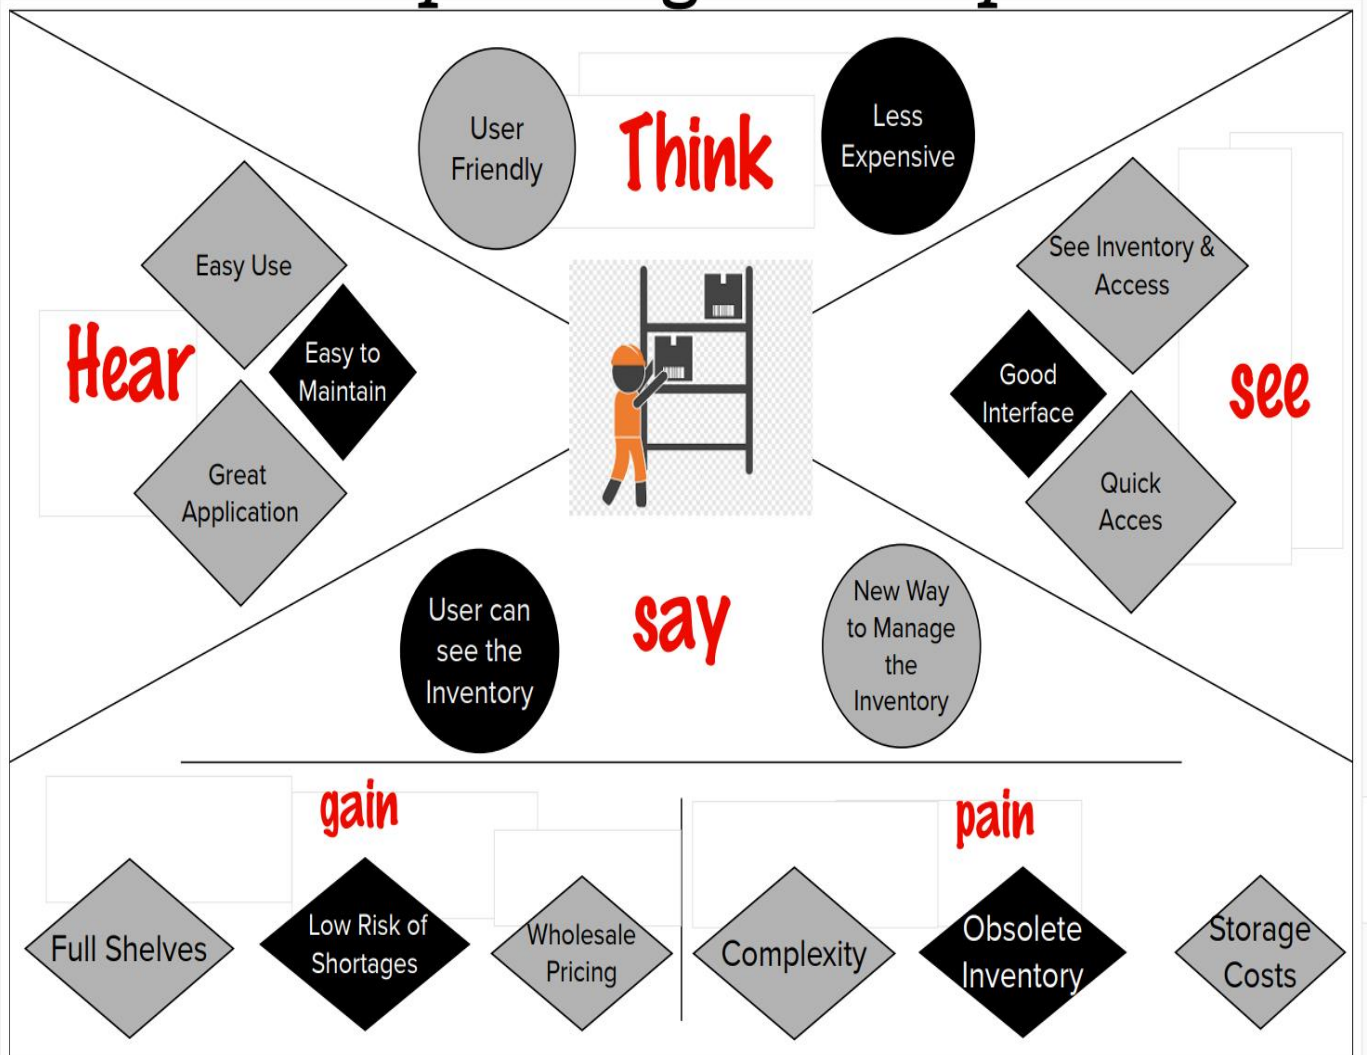 User
Friendly
Think
Less
Expensive
Easy Use
Hear
Easy to
Maintain
Great
Application
See Inventory &
Access
Good
Interface
see
Quick
Acces
User can
see the
Inventory
say
New Way
to Manage
the
Inventory
gain
Full Shelves
Low Risk of
Shortages
Wholesale
Pricing
pain
Complexity
Obsolete
Inventory
Storage
Costs